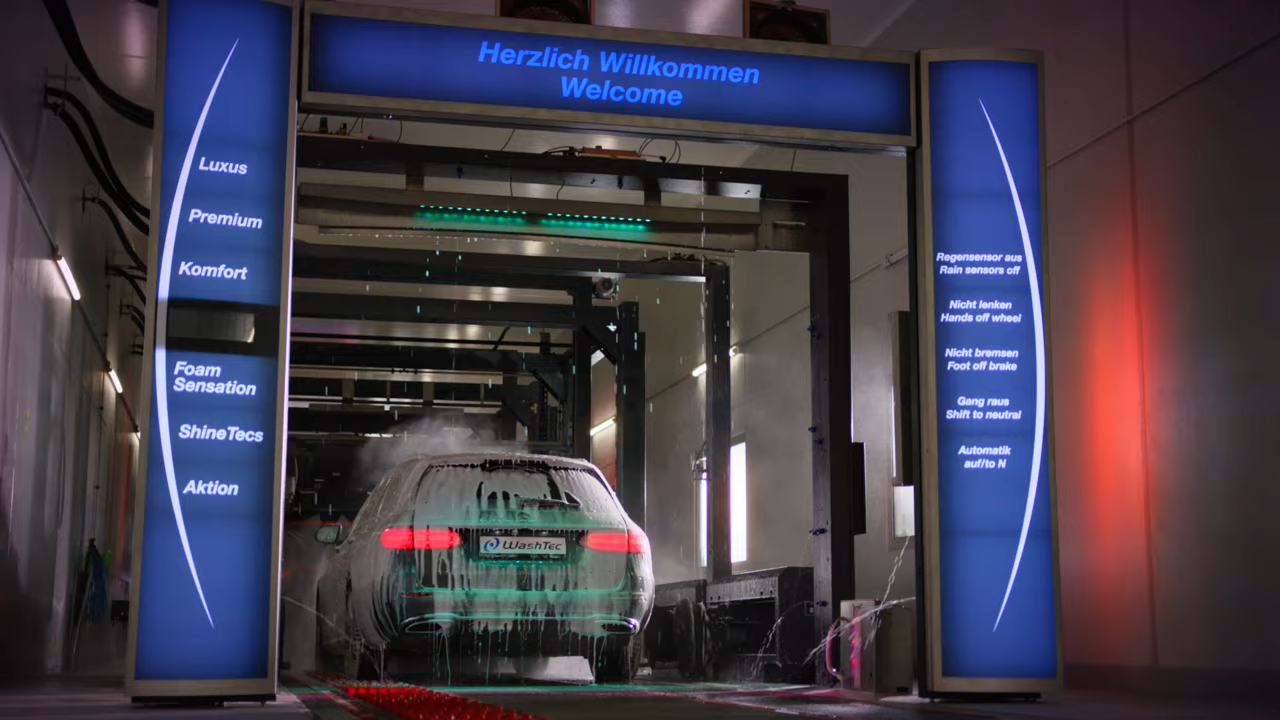 Herzlich Willkommen
Welcome
Luxus
Premium
Komfort
Foam
Sensation
ShineTecs
Aktion
Regensensor aus
Rain sensors off
Nicht lenken
Hands off wheel
Nicht bremsen
Foot off brake
Gang raus
Shift to neutral
Automatik
auf/to N
WashTec